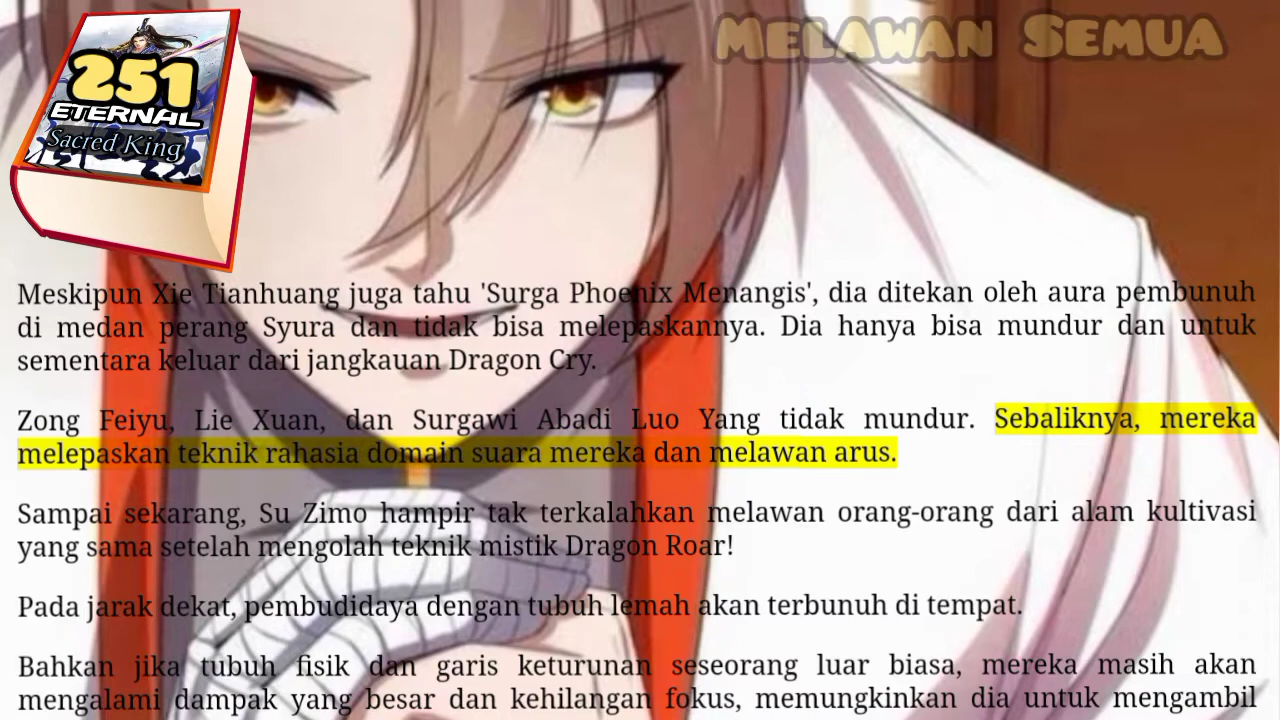 251
ETERNAL
Sacred King
MELAWAN SEMUA
Meskipun Xie Tianhuang juga tahu 'Surga Phoenix Menangis', dia ditekan oleh aura pembunuh
di medan perang Syura dan tidak bisa melepaskannya. Dia hanya bisa mundur dan untuk
sementara keluar dari jangkauan Dragon Cry.
Zong Feiyu, Lie Xuan, dan Surgawi Abadi Luo Yang tidak mundur. Sebaliknya, mereka
melepaskan teknik rahasia domain suara mereka dan melawan arus.
Sampai sekarang, Su Zimo hampir tak terkalahkan melawan orang-orang dari alam kultivasi
yang sama setelah mengolah teknik mistik Dragon Roar!
Pada jarak dekat, pembudidaya dengan tubuh lemah akan terbunuh di tempat.
Bahkan jika tubuh fisik dan garis keturunan seseorang luar biasa, mereka masih akan
mengalami dampak yang besar dan kehilangan fokus, memungkinkan dia untuk mengambil